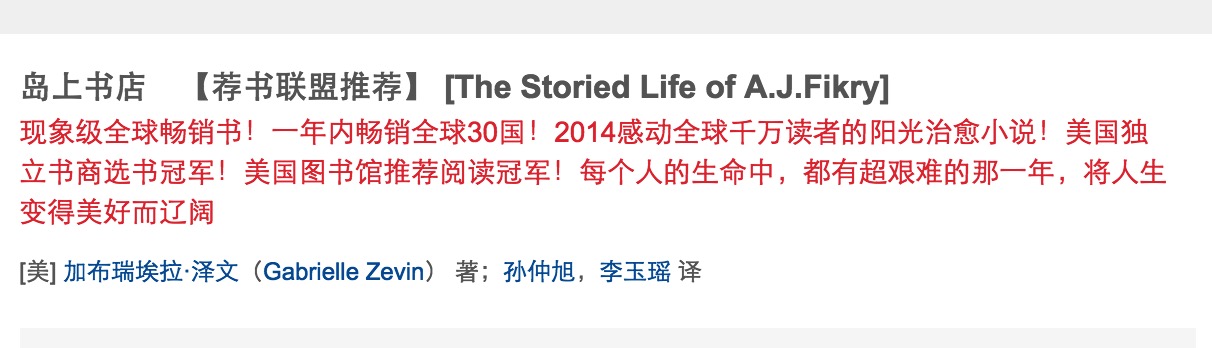 岛上书店 【荐书联盟推荐】 [The Storied Life of A.J.Fikry]
现象级全球畅销书！一年内畅销全球30国！2014感动全球千万读者的阳光治愈小说！美国独
立书商选书冠军！美国图书馆推荐阅读冠军！每个人的生命中，都有超艰难的那一年，将人生
变得美好而辽阔
[美] 加布瑞埃拉·泽文（Gabrielle Zevin） 著；孙仲旭，李玉瑶 译